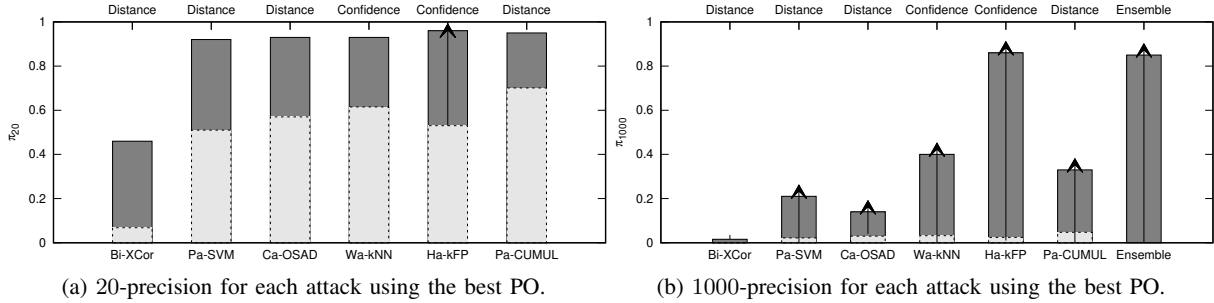 Distance Distance Distance Confidence Confidence Distance
1
0.8
0.6
0.4
0.2
0
π20
Bi-XCor Pa-SVM Ca-OSAD Wa-kNN Ha-kFP Pa-CUMUL
(a) 20-precision for each attack using the best PO.
Distance Distance Distance Confidence Confidence Distance Ensemble
1
0.8
0.6
0.4
0.2
0
π1000
Bi-XCor Pa-SVM Ca-OSAD Wa-kNN Ha-kFP Pa-CUMUL Ensemble
(b) 1000-precision for each attack using the best PO.